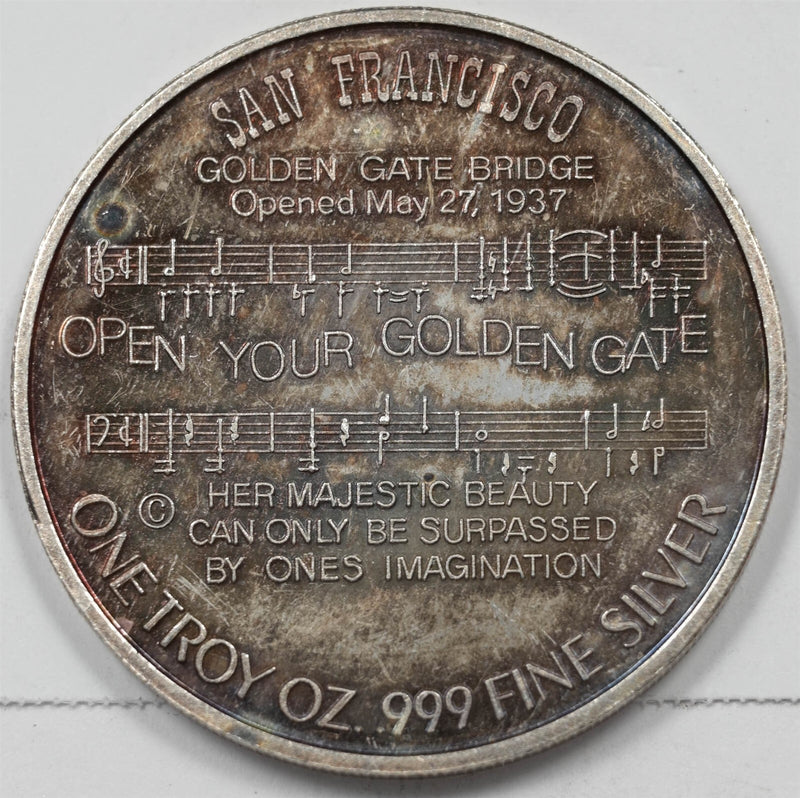 SAN FRANCISCO
GOLDEN GATE BRIDGE
Opened May 27, 1937
OPEN YOUR GOLDEN GATE
© HER MAJESTIC BEAUTY
CAN ONLY BE SURPASSED
BY ONES IMAGINATION
ONE TROY OZ. .999 FINE SILVER